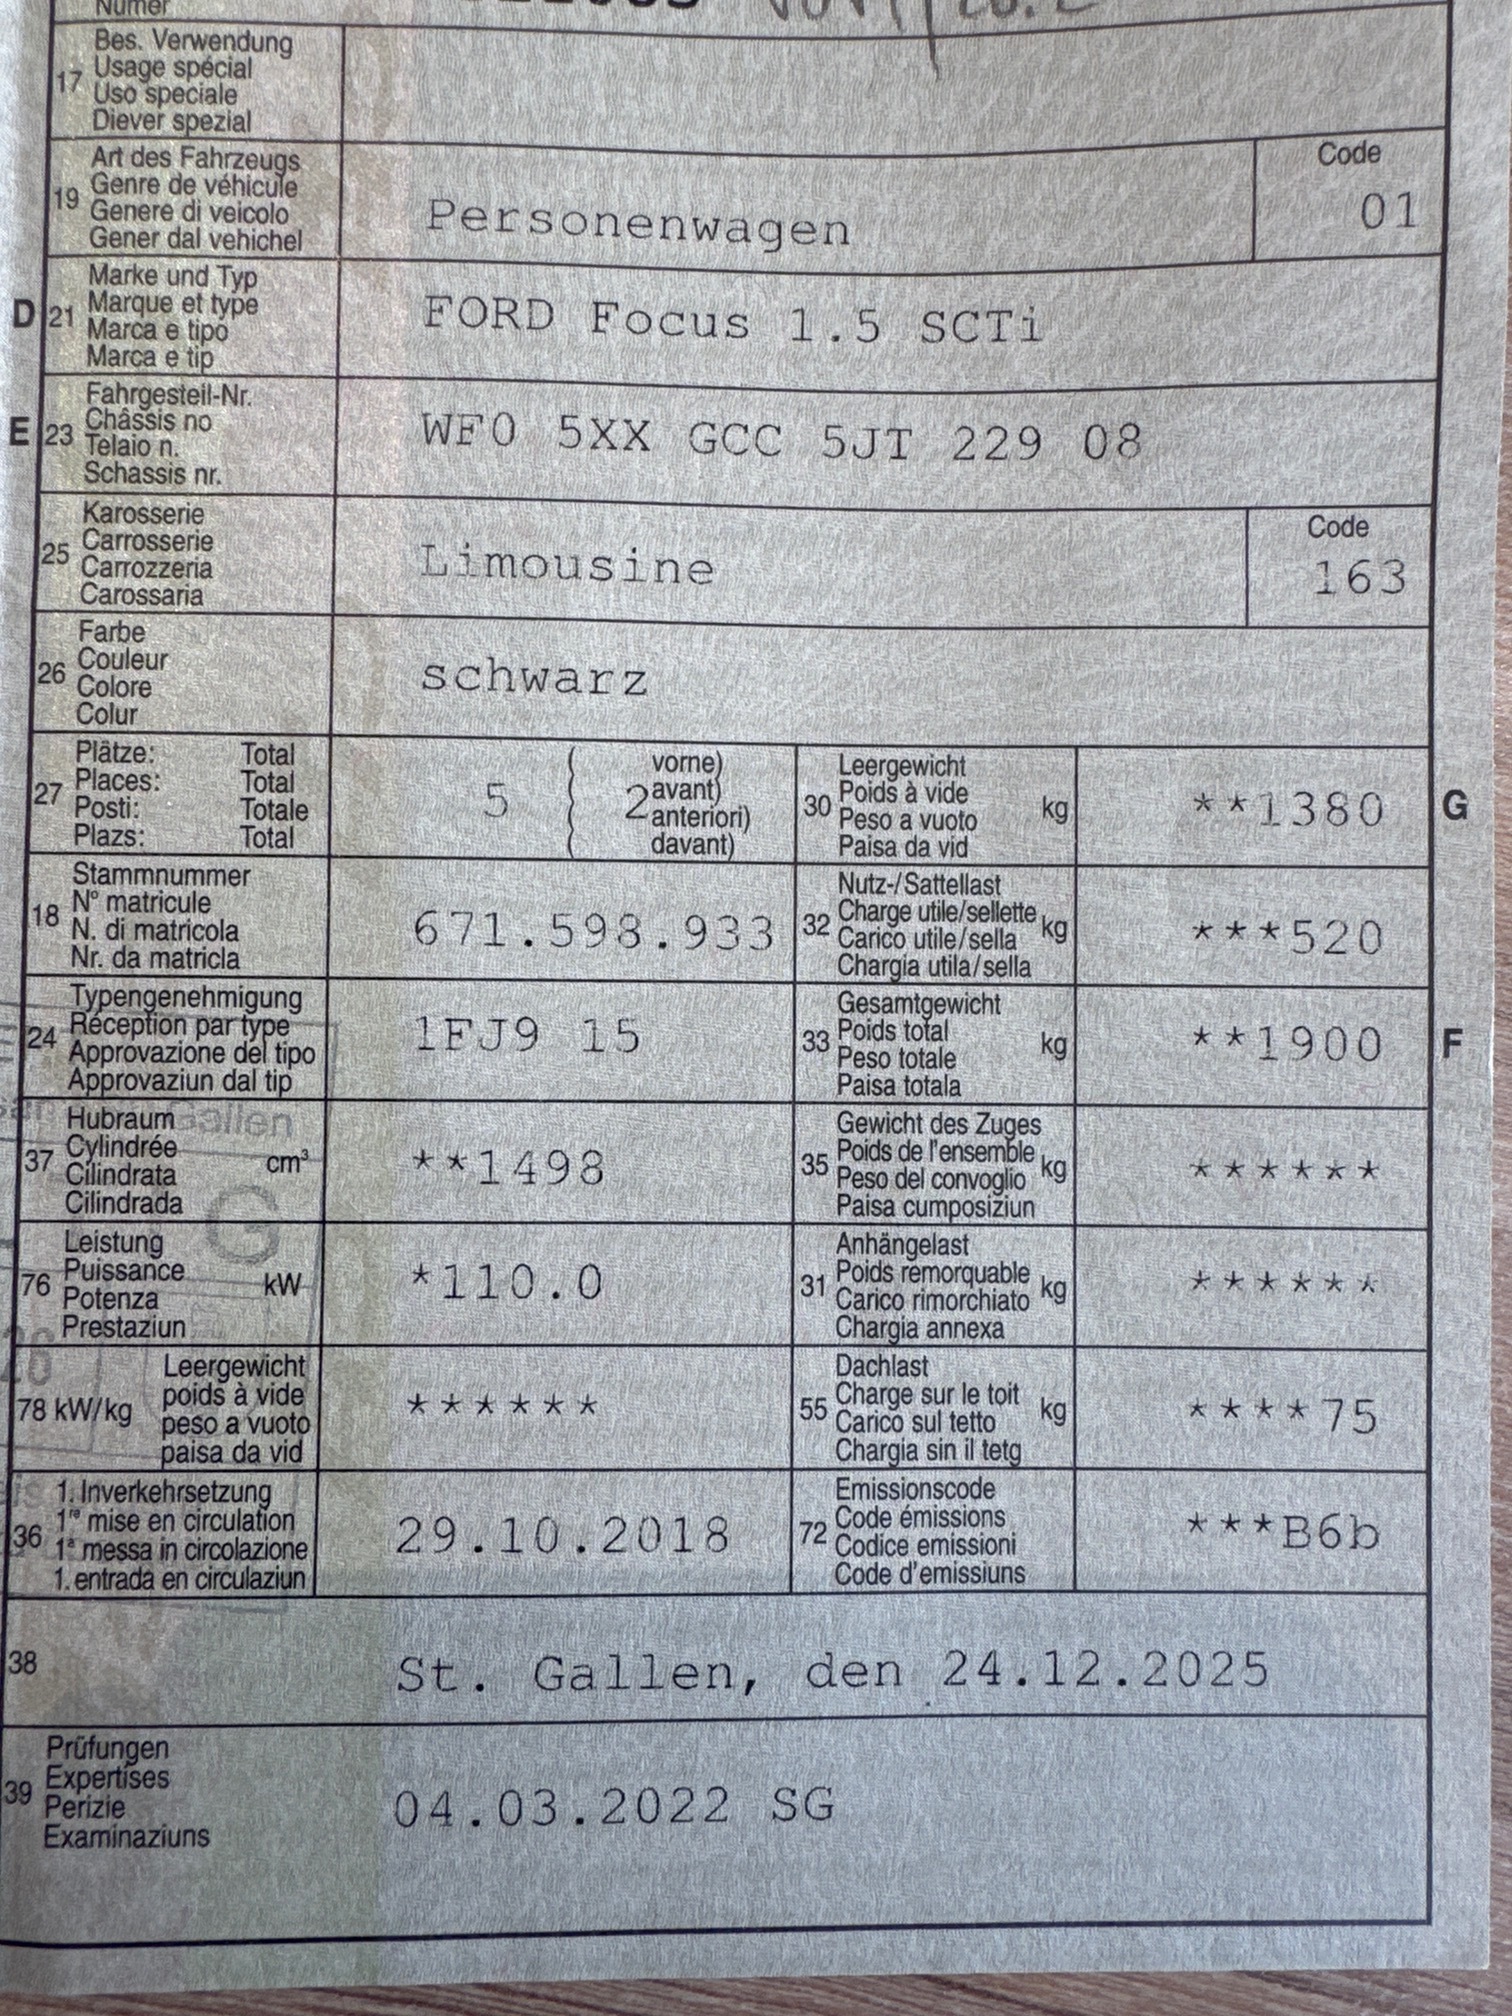 Numer
17 Bes. Verwendung
Usage spécial
Uso speciale
Diever spezial
19 Art des Fahrzeugs
Genre de véhicule
Genere di veicolo
Gener dal vehichel
Personenwagen
Code
01
D 21 Marke und Typ
Marque et type
Marca e tipo
Marca e tip
FORD Focus 1.5 SCTi
E 23 Fahrgestell-Nr.
Châssis no
Telaio n.
Schassis nr.
WF0 5XX GCC 5JT 229 08
25 Karosserie
Carrosserie
Carrozzeria
Carossaria
Limousine
Code
163
26 Farbe
Couleur
Colore
Colur
schwarz
27 Plätze: Total
Places: Total
Posti: Totale
Plazs: Total
5 ( 2 vorne)
avant)
anteriori)
davant)
30 Leergewicht
Poids à vide
Peso a vuoto
Paisa da vid
kg
**1380 G
18 Stammnummer
N° matricule
N. di matricola
Nr. da matricla
671.598.933
32 Nutz-/Sattellast
Charge utile/sellette
Carico utile/sella
Chargia utila/sella
kg
***520
24 Typengenehmigung
Réception par type
Approvazione del tipo
Approvaziun dal tip
1FJ9 15
33 Gesamtgewicht
Poids total
Peso totale
Paisa totala
kg
**1900 F
37 Hubraum
Cylindrée
Cilindrata
Cilindrada
cm³
**1498
35 Gewicht des Zuges
Poids de l'ensemble
Peso del convoglio
Paisa cumposiziun
kg
******
76 Leistung
Puissance
Potenza
Prestaziun
kW
*110.0
31 Anhängelast
Poids remorquable
Carico rimorchiato
Chargia annexa
kg
******
78 kW/kg Leergewicht
poids à vide
peso a vuoto
paisa da vid
******
55 Dachlast
Charge sur le toit
Carico sul tetto
Chargia sin il tetg
kg
****75
36 1. Inverkehrsetzung
1re mise en circulation
1a messa in circolazione
1. entrada en circulaziun
29.10.2018
72 Emissionscode
Code émissions
Codice emissioni
Code d'emissiuns
***B6b
38 St. Gallen, den 24.12.2025
39 Prüfungen
Expertises
Perizie
Examinaziuns
04.03.2022 SG